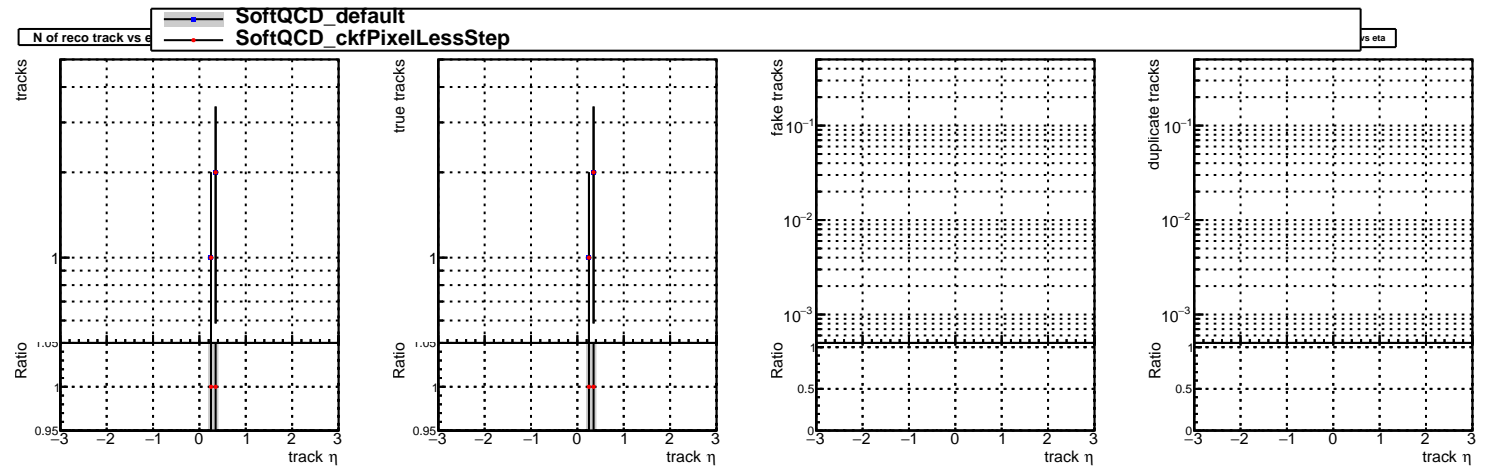 SoftQCD_default
SoftQCD_ckfPixelLessStep
N of reco track vs e
vs eta
tracks
1
Ratio
1.05
1
0.95
−3 −2 −1 0 1 2 3
track η
true tracks
1
Ratio
1.05
1
0.95
−3 −2 −1 0 1 2 3
track η
fake tracks
10⁻¹
10⁻²
10⁻³
Ratio
1
0.5
0
−3 −2 −1 0 1 2 3
track η
duplicate tracks
10⁻¹
10⁻²
10⁻³
Ratio
1
0.5
0
−3 −2 −1 0 1 2 3
track η